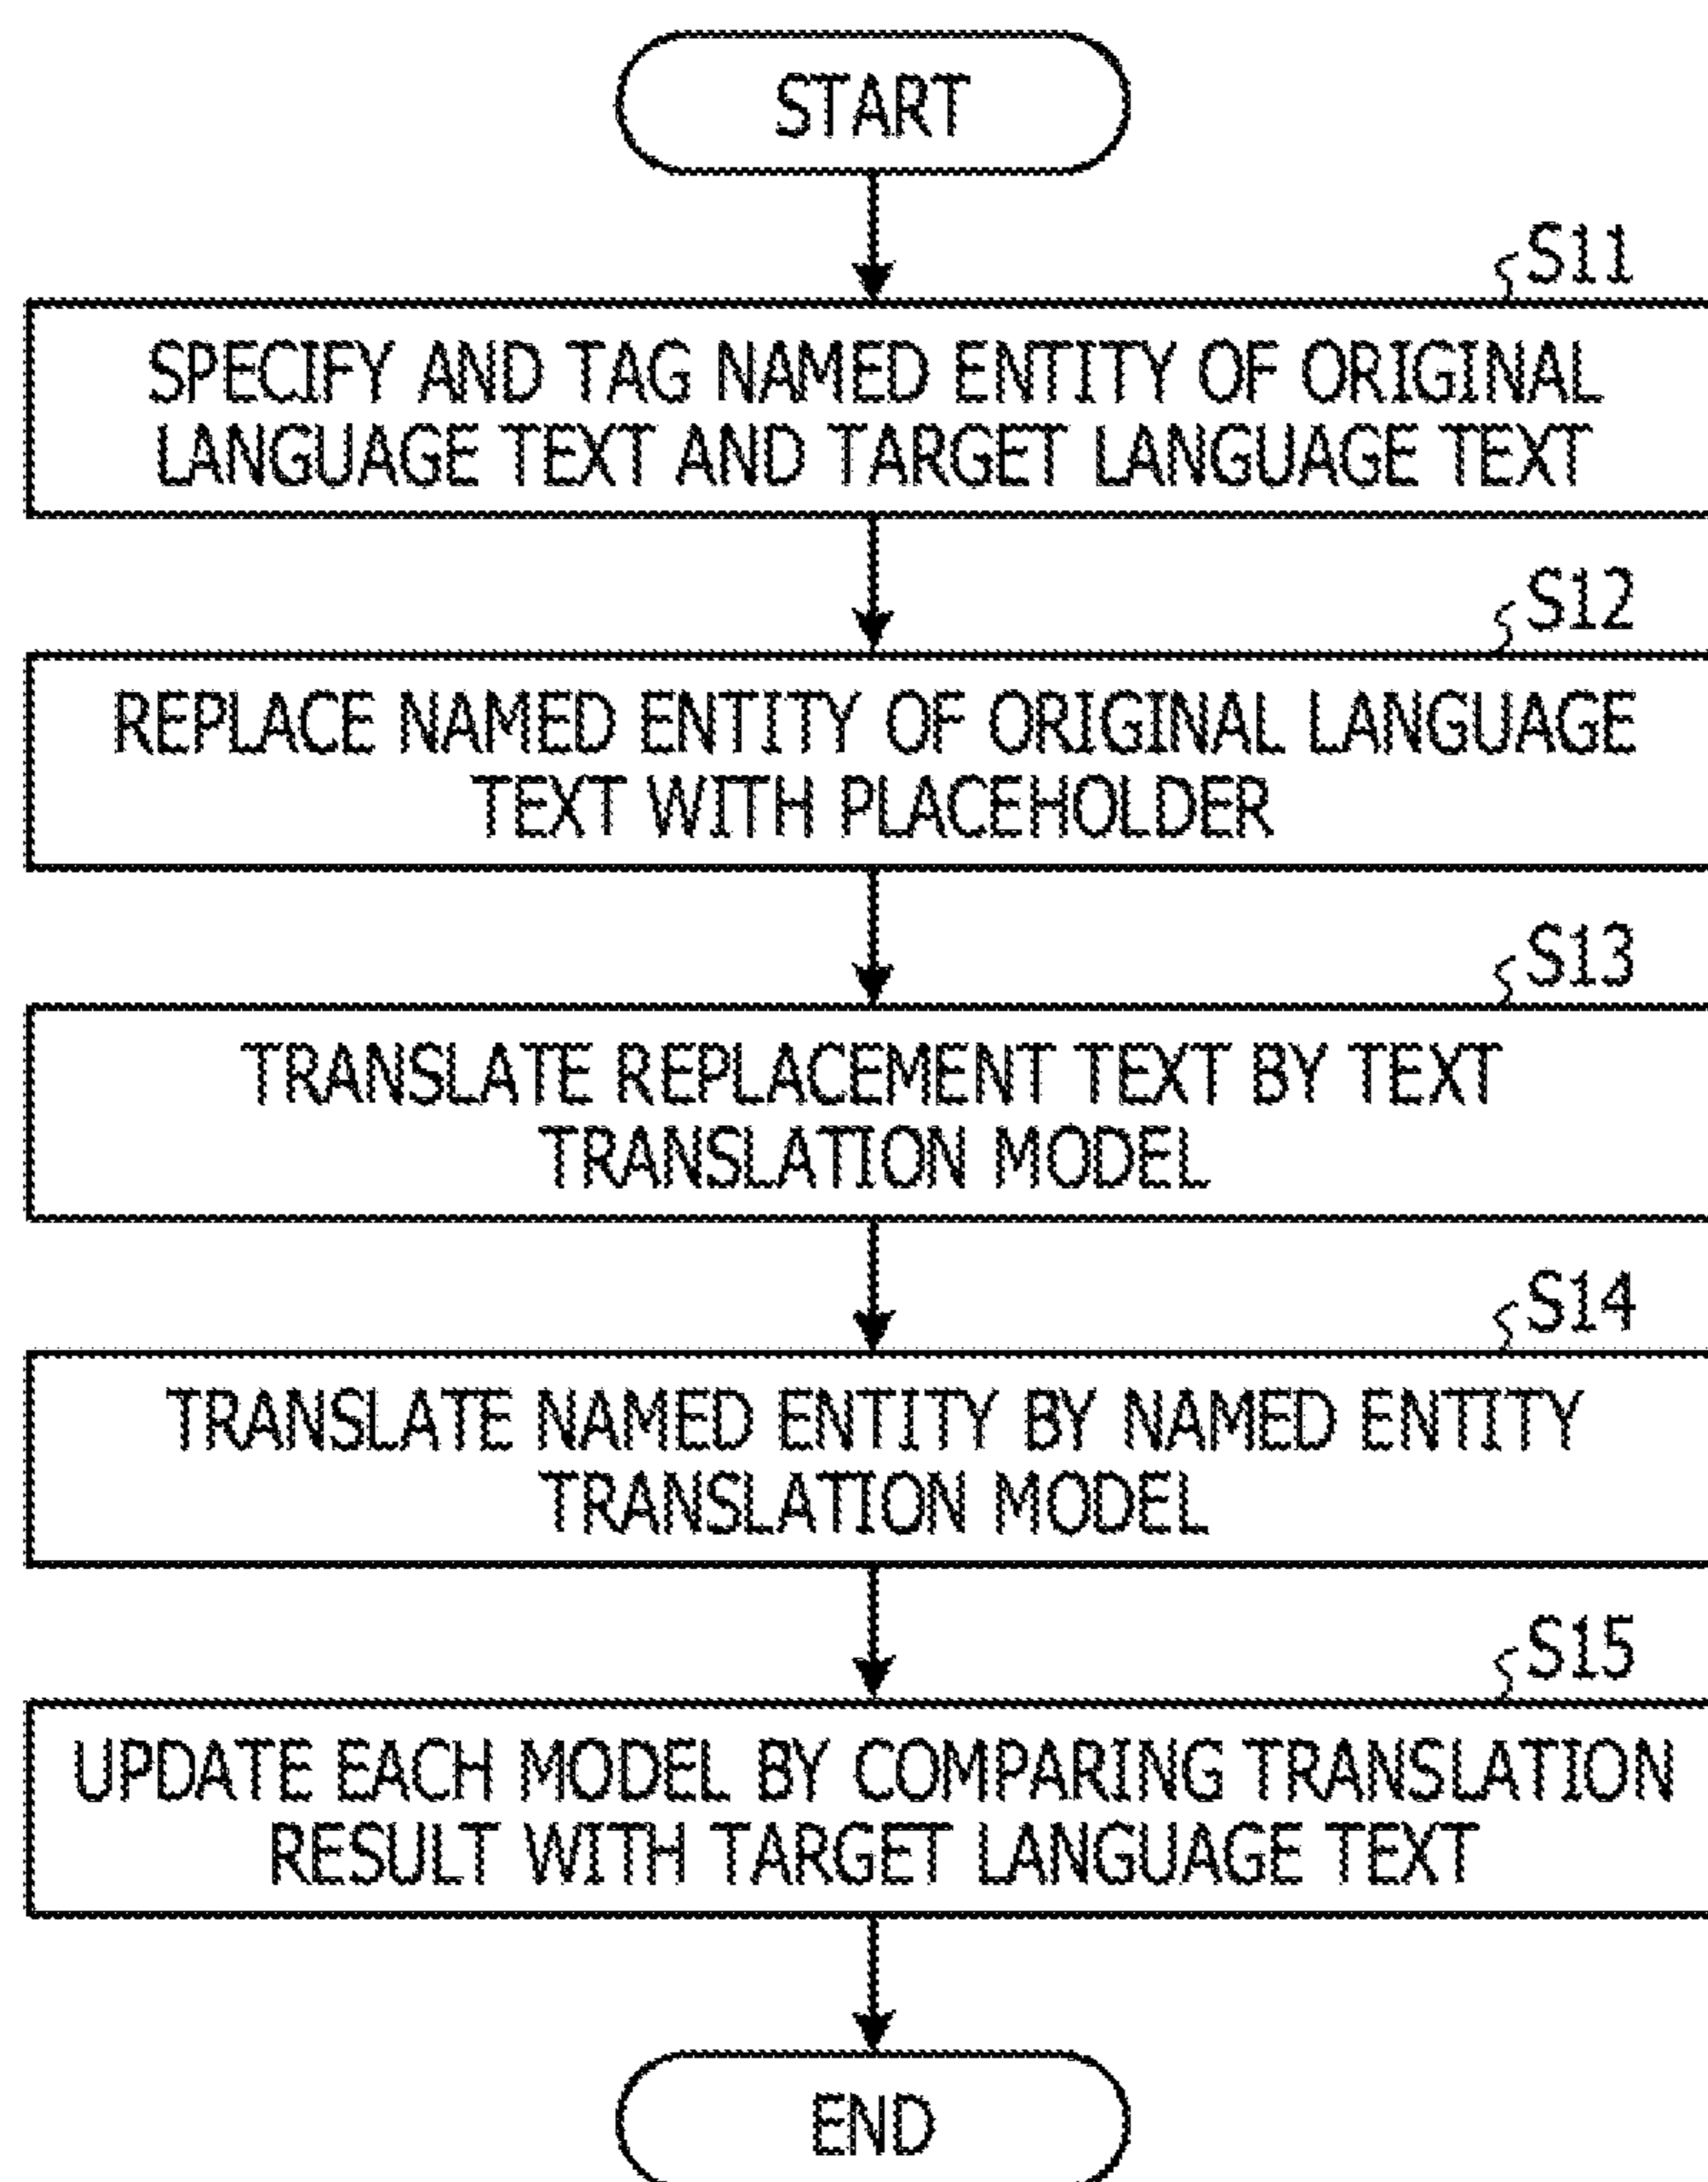 START
S11
SPECIFY AND TAG NAMED ENTITY OF ORIGINAL
LANGUAGE TEXT AND TARGET LANGUAGE TEXT
S12
REPLACE NAMED ENTITY OF ORIGINAL LANGUAGE
TEXT WITH PLACEHOLDER
S13
TRANSLATE REPLACEMENT TEXT BY TEXT
TRANSLATION MODEL
S14
TRANSLATE NAMED ENTITY BY NAMED ENTITY
TRANSLATION MODEL
S15
UPDATE EACH MODEL BY COMPARING TRANSLATION
RESULT WITH TARGET LANGUAGE TEXT
END